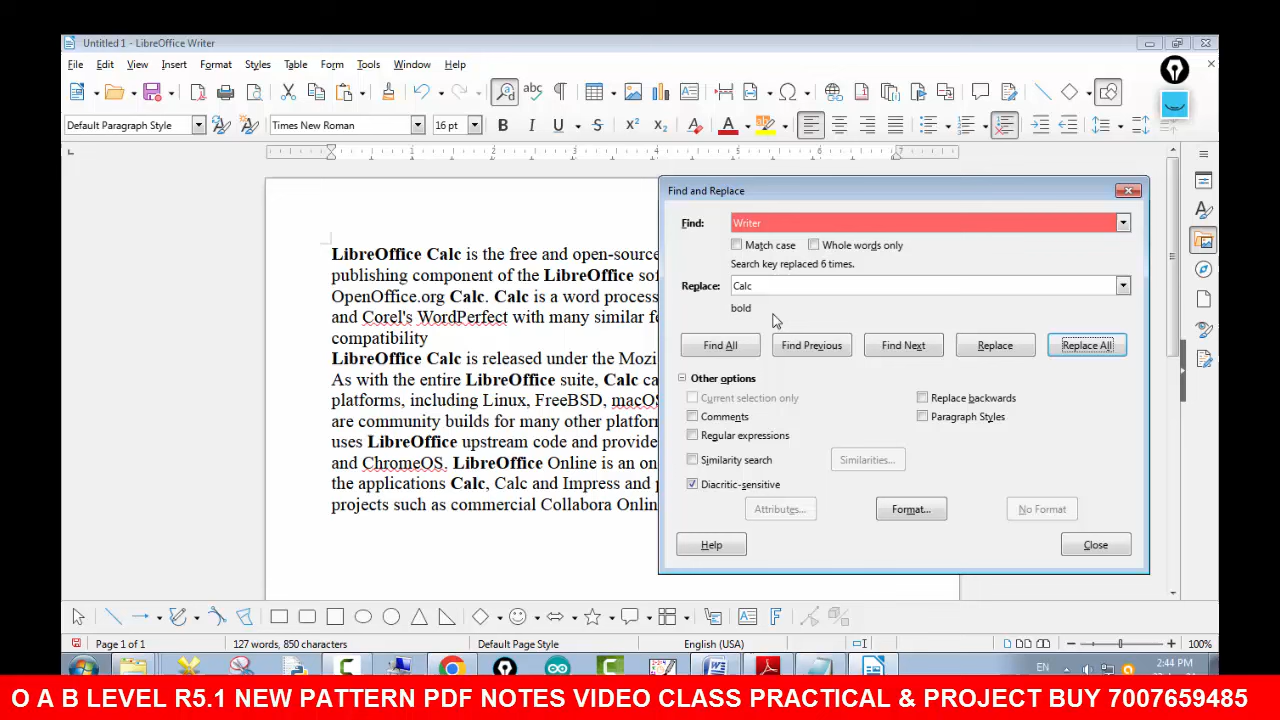 Untitled 1 - LibreOffice Writer
File Edit View Insert Format Styles Table Form Tools Window Help
Default Paragraph Style Times New Roman 16 pt
1 2 3 4 5 6 7
LibreOffice Calc is the free and open-source
publishing component of the LibreOffice
OpenOffice.org Calc. Calc is a word
and Corel's WordPerfect with many similar
compatibility
LibreOffice Calc is released under the
As with the entire LibreOffice suite, Calc
platforms, including Linux, FreeBSD, macOS
are community builds for many other
uses LibreOffice upstream code and
and ChromeOS. LibreOffice Online is an
the applications Calc, Calc and Impress and
projects such as commercial Collabora
Find and Replace
Find: Writer
Match case Whole words only
Search key replaced 6 times.
Replace: Calc
bold
Find All Find Previous Find Next Replace Replace All
Other options
Current selection only Replace backwards
Comments Paragraph Styles
Regular expressions
Similarity search Similarities...
Diacritic-sensitive
Attributes... Format... No Format
Help Close
Page 1 of 1 127 words, 850 characters Default Page Style English (USA) 100%
EN 2:44 PM
O A B LEVEL R5.1 NEW PATTERN PDF NOTES VIDEO CLASS PRACTICAL & PROJECT BUY 7007659485